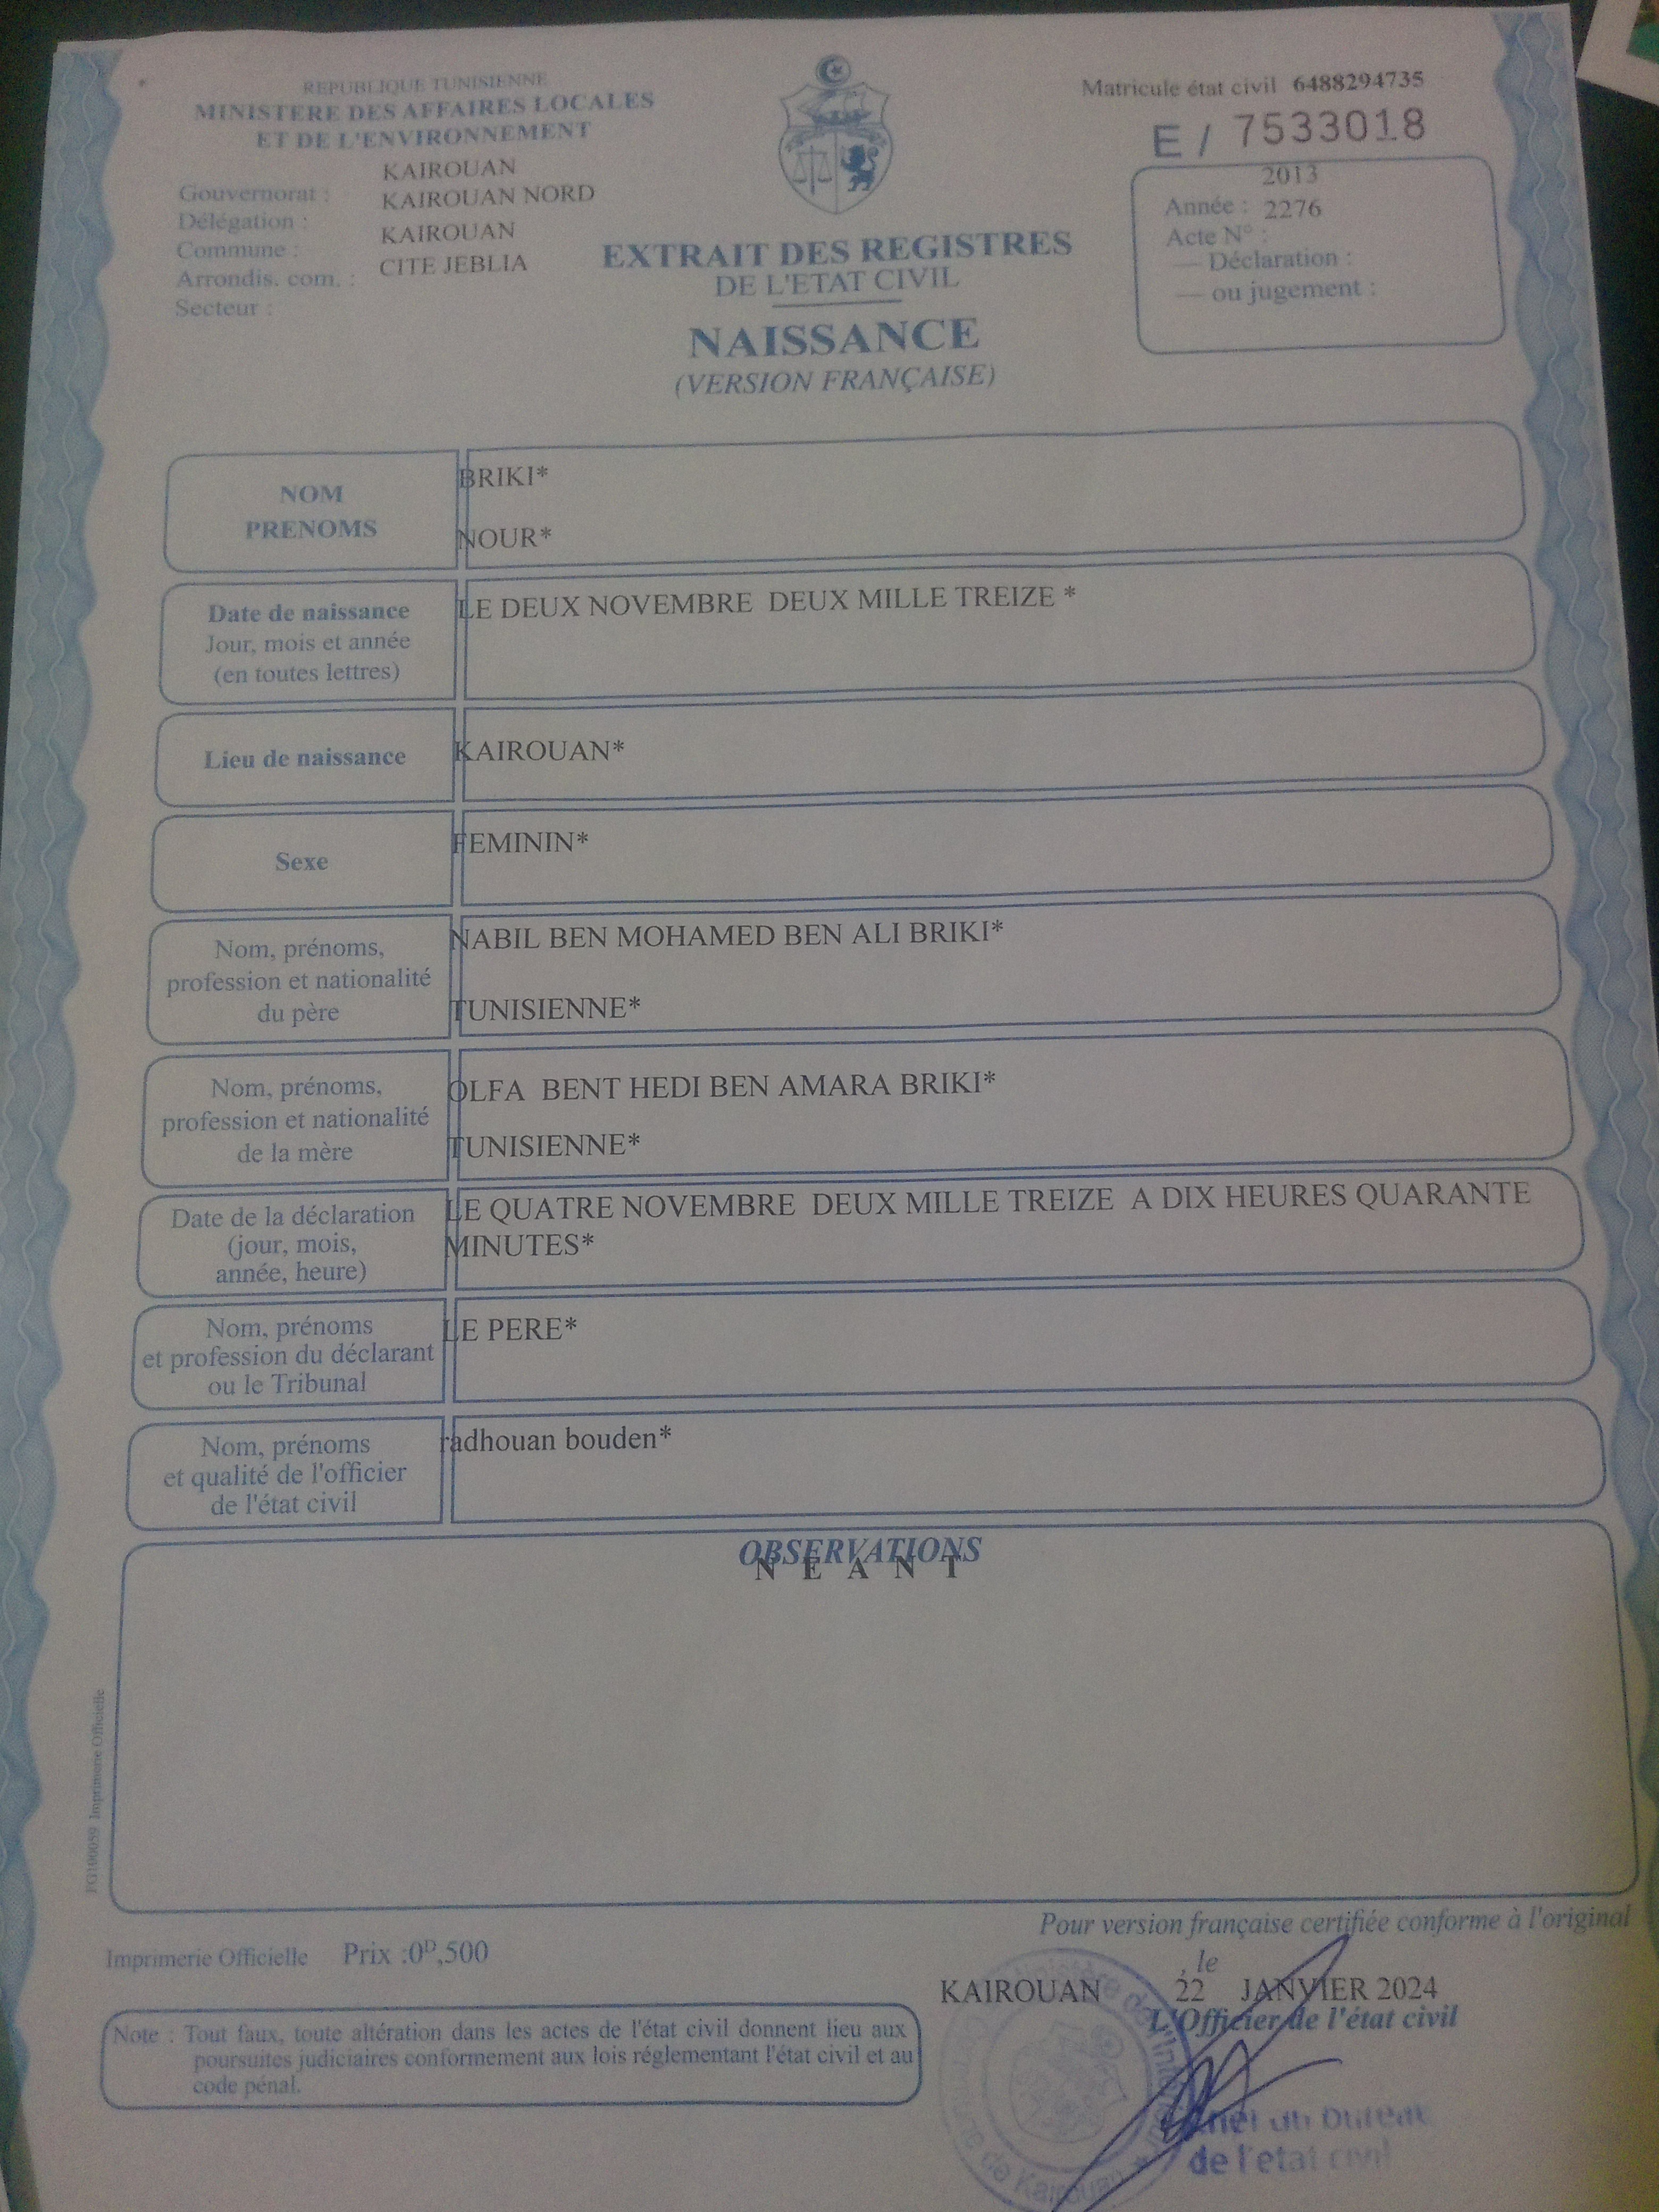 REPUBLIQUE TUNISIENNE
MINISTERE DES AFFAIRES LOCALES
ET DE L'ENVIRONNEMENT
KAIROUAN
Gouvernorat :
KAIROUAN NORD
Délégation :
KAIROUAN
Commune :
CITE JEBLIA
Arrondis. com. :
Secteur :
Matricule état civil 6488294735
E / 7533018
2013
Année : 2276
Acte N° :
— Déclaration :
— ou jugement :
EXTRAIT DES REGISTRES
DE L'ETAT CIVIL
NAISSANCE
(VERSION FRANÇAISE)
NOM
PRENOMS
BRIKI*
NOUR*
Date de naissance
Jour, mois et année
(en toutes lettres)
LE DEUX NOVEMBRE DEUX MILLE TREIZE *
Lieu de naissance
KAIROUAN*
Sexe
FEMININ*
Nom, prénoms,
profession et nationalité
du père
NABIL BEN MOHAMED BEN ALI BRIKI*
TUNISIENNE*
Nom, prénoms,
profession et nationalité
de la mère
OLFA BENT HEDI BEN AMARA BRIKI*
TUNISIENNE*
Date de la déclaration
(jour, mois,
année, heure)
LE QUATRE NOVEMBRE DEUX MILLE TREIZE A DIX HEURES QUARANTE
MINUTES*
Nom, prénoms
et profession du déclarant
ou le Tribunal
LE PERE*
Nom, prénoms
et qualité de l'officier
de l'état civil
radhouan bouden*
OBSERVATIONS
N E A N T
FG100059 Imprimerie Officielle
Pour version française certifiée conforme à l'original
Imprimerie Officielle Prix :0ᴰ,500
, le
KAIROUAN 22 JANVIER 2024
L'Officier de l'état civil
Note : Tout faux, toute altération dans les actes de l'état civil donnent lieu aux
poursuites judiciaires conformement aux lois réglementant l'état civil et au
code pénal.
de Kairouan
de l'etat civil